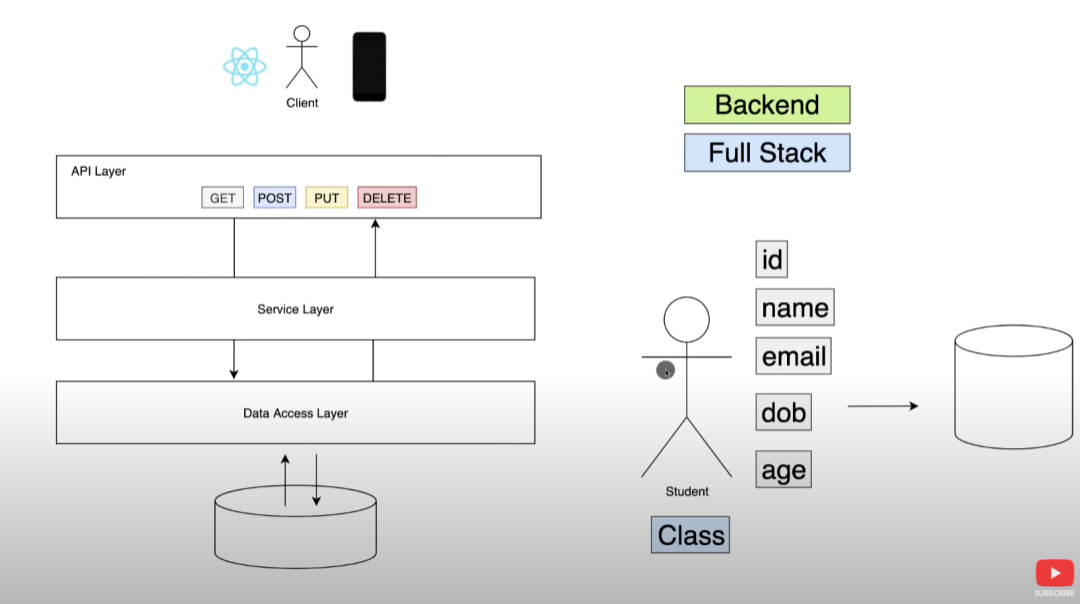 Client
API Layer
GET POST PUT DELETE
Service Layer
Data Access Layer
Backend
Full Stack
id
name
email
dob
age
Student
Class
SUBSCRIBE